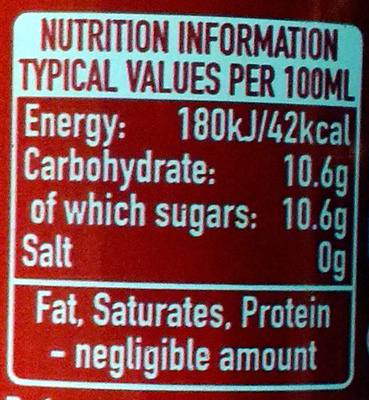 NUTRITION INFORMATION
TYPICAL VALUES PER 100ML
Energy: 180kJ/42kcal
Carbohydrate: 10.6g
of which sugars: 10.6g
Salt 0g
Fat, Saturates, Protein
- negligible amount